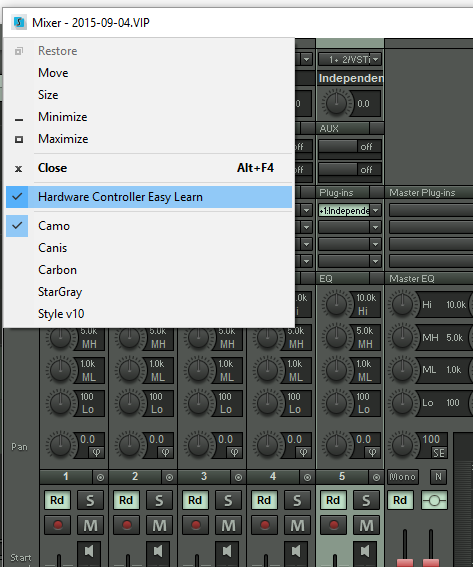 Mixer - 2015-09-04.VIP
Restore
Move
Size
Minimize
Maximize
Close Alt+F4
Hardware Controller Easy Learn
Camo
Canis
Carbon
StarGray
Style v10
1+ 2/VSTi
Independen
0.0
AUX
off
off
Plug-ins Master Plug-ins
+1:Independe
EQ Master EQ
10.0k Hi Hi 10.0k
5.0k MH 5.0k MH 5.0k MH 5.0k MH 5.0k MH MH 5.0k
1.0k ML 1.0k ML 1.0k ML 1.0k ML 1.0k ML ML 1.0k
100 Lo 100 Lo 100 Lo 100 Lo 100 Lo Lo 100
Pan 0.0 φ 0.0 φ 0.0 φ 0.0 φ 0.0 φ 100 SE
1 2 3 4 5 Mono N
Rd S Rd S Rd S Rd S Rd S Rd
M M M M M
Start